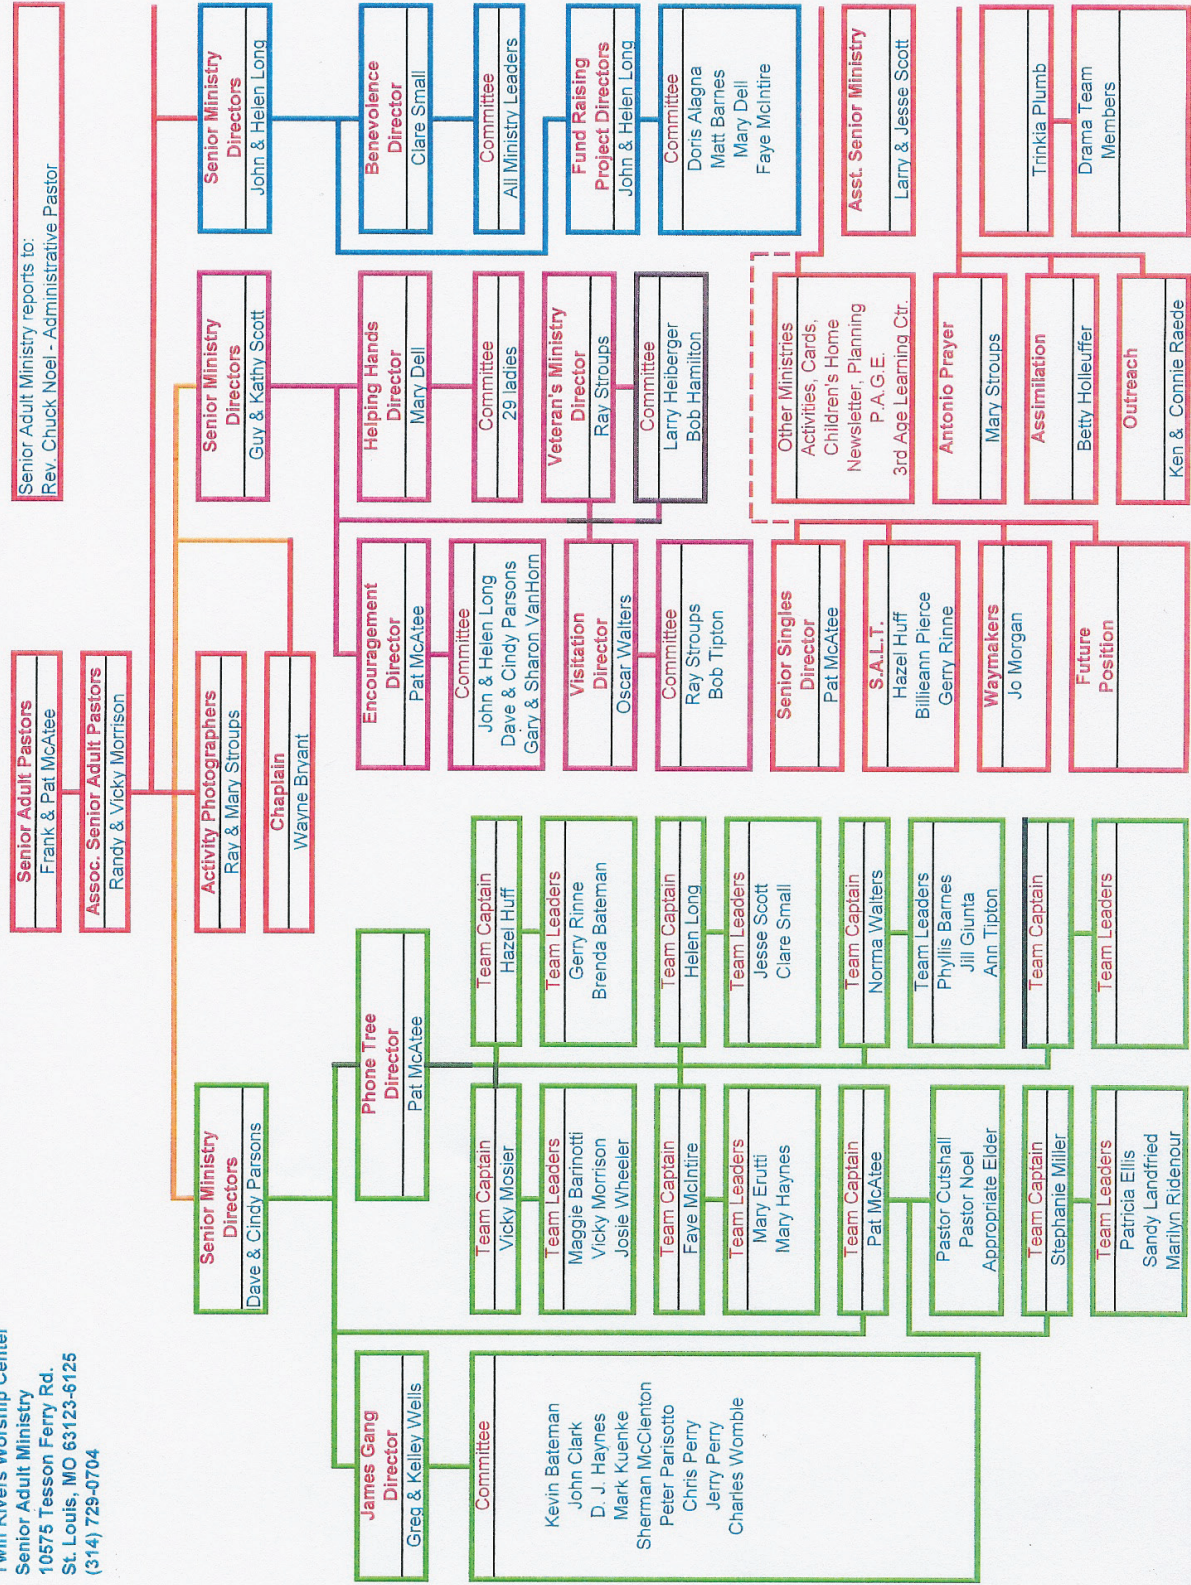 Twin Rivers Worship Center
Senior Adult Ministry
10575 Tesson Ferry Rd.
St. Louis, MO 63123-6125
(314) 729-0704
Senior Adult Pastors
Frank & Pat McAtee
Assoc. Senior Adult Pastors
Randy & Vicky Morrison
Senior Adult Ministry reports to:
Rev. Chuck Noel - Administrative Pastor
Senior Ministry
Directors
Dave & Cindy Parsons
Activity Photographers
Ray & Mary Stroups
Chaplain
Wayne Bryant
Senior Ministry
Directors
Guy & Kathy Scott
Senior Ministry
Directors
John & Helen Long
James Gang
Director
Greg & Kelley Wells
Committee
Kevin Bateman
John Clark
D. J. Haynes
Mark Kuenke
Sherman McClenton
Peter Parisotto
Chris Perry
Jerry Perry
Charles Womble
Phone Tree
Director
Pat McAtee
Team Captain
Vicky Mosier
Team Leaders
Maggie Barinotti
Vicky Morrison
Josie Wheeler
Team Captain
Faye McIntire
Team Leaders
Mary Erutti
Mary Haynes
Team Captain
Pat McAtee
Pastor Cutshall
Pastor Noel
Appropriate Elder
Team Captain
Stephanie Miller
Team Leaders
Patricia Ellis
Sandy Landfried
Marilyn Ridenour
Team Captain
Hazel Huff
Team Leaders
Gerry Rinne
Brenda Bateman
Team Captain
Helen Long
Team Leaders
Jesse Scott
Clare Small
Team Captain
Norma Walters
Team Leaders
Phyllis Barnes
Jill Giunta
Ann Tipton
Team Captain
Team Leaders
Encouragement
Director
Pat McAtee
Committee
John & Helen Long
Dave & Cindy Parsons
Gary & Sharon VanHorn
Visitation
Director
Oscar Walters
Committee
Ray Stroups
Bob Tipton
Senior Singles
Director
Pat McAtee
S.A.L.T.
Hazel Huff
Billieann Pierce
Gerry Rinne
Waymakers
Jo Morgan
Future
Position
Helping Hands
Director
Mary Dell
Committee
29 ladies
Veteran's Ministry
Director
Ray Stroups
Committee
Larry Heiberger
Bob Hamilton
Other Ministries
Activities, Cards,
Children's Home
Newsletter, Planning
P.A.G.E.
3rd Age Learning Ctr.
Antonio Prayer
Mary Stroups
Assimilation
Betty Holleuffer
Outreach
Ken & Connie Raede
Benevolence
Director
Clare Small
Committee
All Ministry Leaders
Fund Raising
Project Directors
John & Helen Long
Committee
Doris Alagna
Matt Barnes
Mary Dell
Faye McIntire
Asst. Senior Ministry
Larry & Jesse Scott
Trinkia Plumb
Drama Team
Members